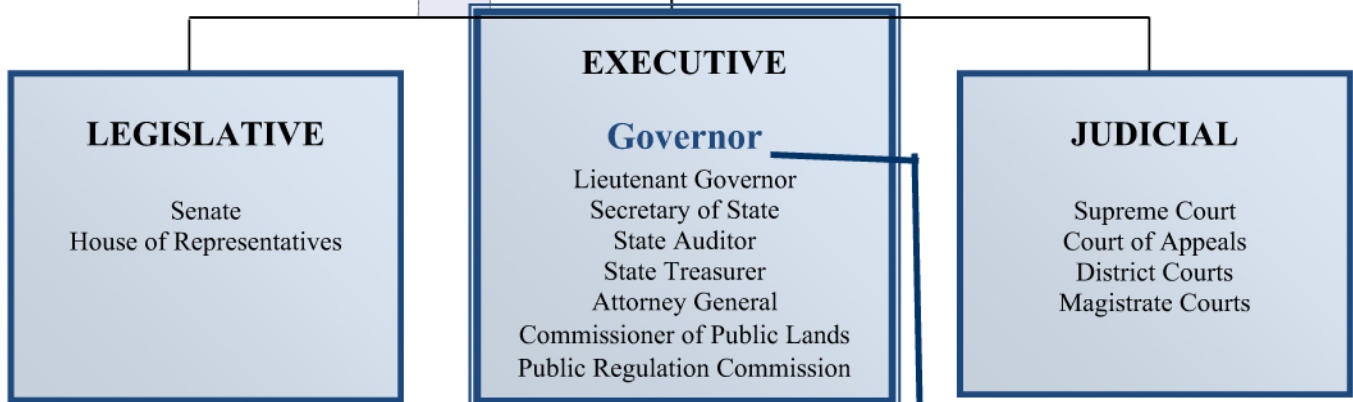 LEGISLATIVE
Senate
House of Representatives
EXECUTIVE
Governor
Lieutenant Governor
Secretary of State
State Auditor
State Treasurer
Attorney General
Commissioner of Public Lands
Public Regulation Commission
JUDICIAL
Supreme Court
Court of Appeals
District Courts
Magistrate Courts